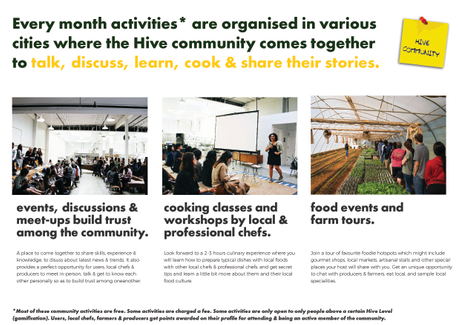 Every month activities* are organised in various
cities where the Hive community comes together
to talk, discuss, learn, cook & share their stories.
HIVE
COMMUNITY
events, discussions &
meet-ups build trust
among the community.
A place to come together to share skills, experience &
knowledge, to discuss about latest news & trends. It also
provides a perfect opportunity for users, local chefs &
producers to meet in person, talk & get to know each
other personally so as to build trust among oneanother.
cooking classes and
workshops by local &
professional chefs.
Look forward to a 2-3 hours culinary experience where you
will learn how to prepare typical dishes with local foods
with other local chefs & professional chefs, and get secret
tips and learn a little bit more about them and their local
food culture.
food events and
farm tours.
Join a tour of favourite foodie hotspots which might include
gourmet shops, local markets, artisanal stalls and other special
places your host will share with you. Get an unique opportunity
to chat with producers & farmers, eat local, and sample local
specialities.
*Most of these community activities are free. Some activities are charged a fee. Some activities are only open to only people above a certain Hive Level
(gamification). Users, local chefs, farmers & producers get points awarded on their profile for attending & being an active member of the community.